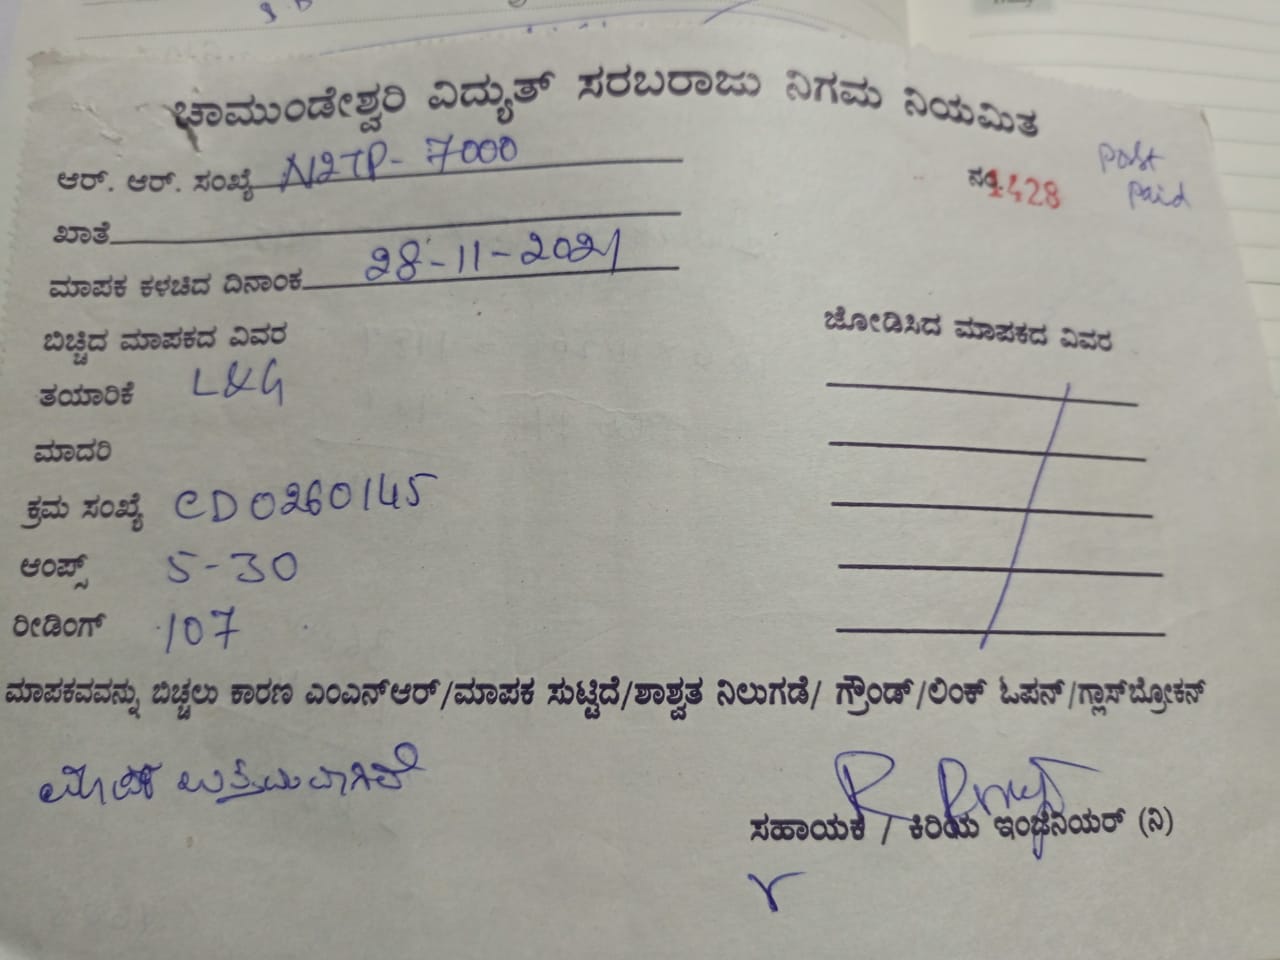 ಚಾಮುಂಡೇಶ್ವರಿ ವಿದ್ಯುತ್ ಸರಬರಾಜು ನಿಗಮ ನಿಯಮಿತ
ಆರ್. ಆರ್. ಸಂಖ್ಯೆ N2TP- 7000
ನಂ. 1428
Post
Paid
ಖಾತೆ
ಮಾಪಕ ಕಳಚಿದ ದಿನಾಂಕ 28-11-2021
ಬಿಚ್ಚಿದ ಮಾಪಕದ ವಿವರ
ಜೋಡಿಸಿದ ಮಾಪಕದ ವಿವರ
ತಯಾರಿಕೆ L&G
ಮಾದರಿ
ಕ್ರಮ ಸಂಖ್ಯೆ CD0260145
ಆಂಪ್ಸ್ 5-30
ರೀಡಿಂಗ್ 107
ಮಾಪಕವವನ್ನು ಬಿಚ್ಚಲು ಕಾರಣ ಎಂಎನ್‌ಆರ್/ಮಾಪಕ ಸುಟ್ಟಿದೆ/ಶಾಶ್ವತ ನಿಲುಗಡೆ/ ಗ್ರೌಂಡ್/ಲಿಂಕ್ ಓಪನ್/ಗ್ಲಾಸ್‌ಬ್ರೋಕನ್
ಸಹಾಯಕ / ಕಿರಿಯ ಇಂಜಿನಿಯರ್ (ನಿ)